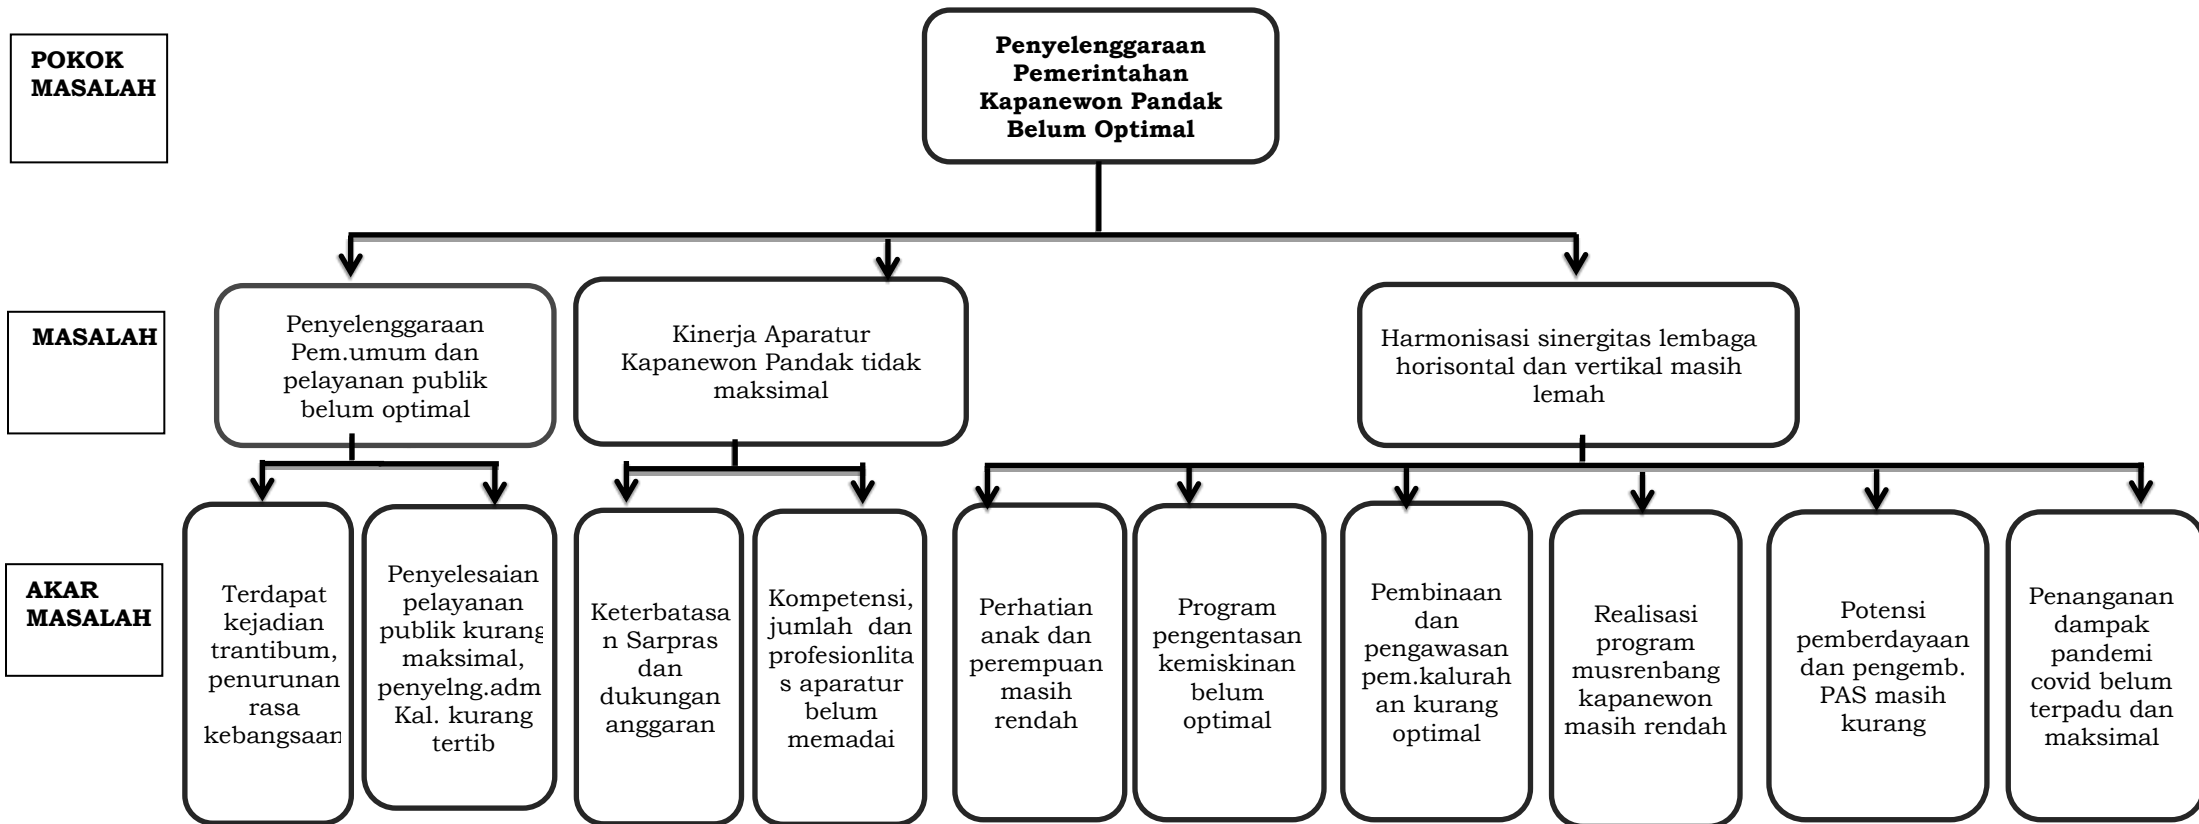 POKOK
MASALAH
Penyelenggaraan
Pemerintahan
Kapanewon Pandak
Belum Optimal
MASALAH
Penyelenggaraan
Pem.umum dan
pelayanan publik
belum optimal
Kinerja Aparatur
Kapanewon Pandak tidak
maksimal
Harmonisasi sinergitas lembaga
horisontal dan vertikal masih
lemah
AKAR
MASALAH
Terdapat
kejadian
trantibum,
penurunan
rasa
kebangsaan
Penyelesaian
pelayanan
publik kurang
maksimal,
penyelng.adm
Kal. kurang
tertib
Keterbatasa
n Sarpras
dan
dukungan
anggaran
Kompetensi,
jumlah  dan
profesionlita
s aparatur
belum
memadai
Perhatian
anak dan
perempuan
masih
rendah
Program
pengentasan
kemiskinan
belum
optimal
Pembinaan
dan
pengawasan
pem.kalurah
an kurang
optimal
Realisasi
program
musrenbang
kapanewon
masih rendah
Potensi
pemberdayaan
dan pengemb.
PAS masih
kurang
Penanganan
dampak
pandemi
covid belum
terpadu dan
maksimal